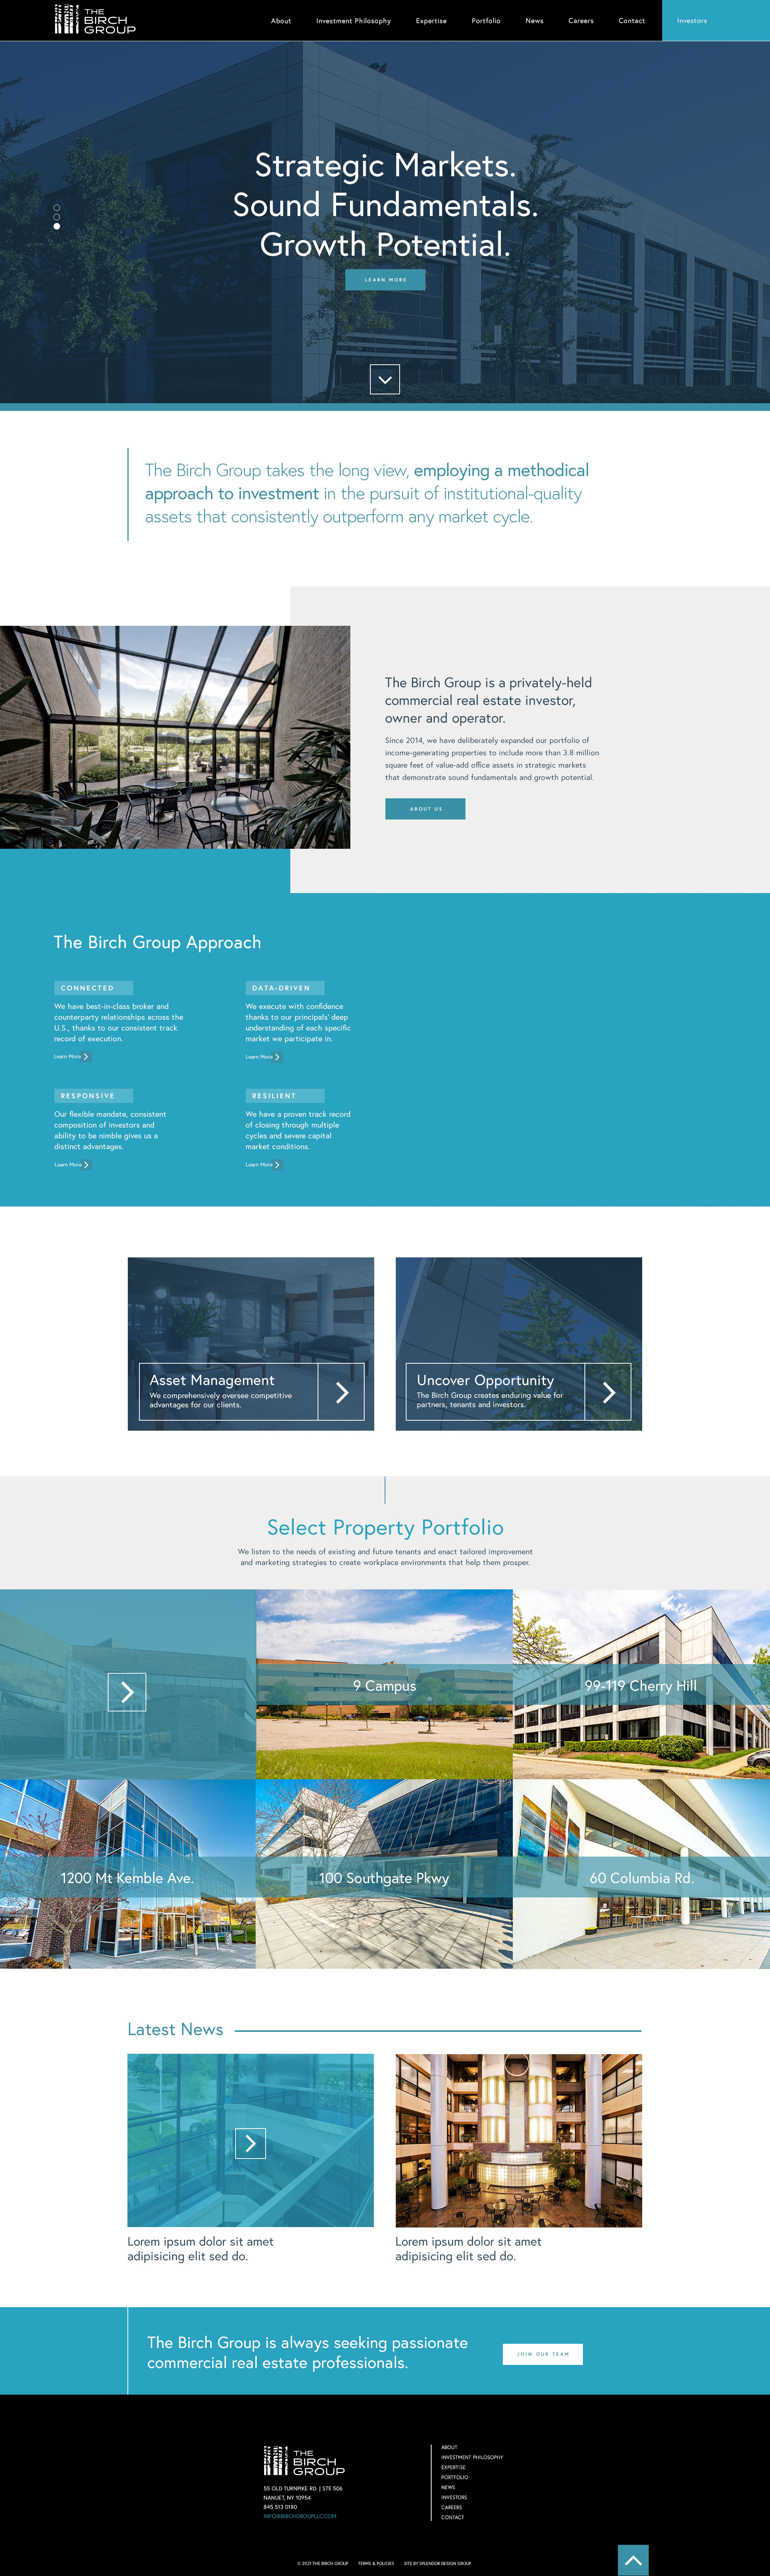 THE
BIRCH
GROUP
About
Investment Philosophy
Expertise
Portfolio
News
Careers
Contact
Investors
Strategic Markets.
Sound Fundamentals.
Growth Potential.
LEARN MORE
The Birch Group takes the long view, employing a methodical
approach to investment in the pursuit of institutional-quality
assets that consistently outperform any market cycle.
The Birch Group is a privately-held
commercial real estate investor,
owner and operator.
Since 2014, we have deliberately expanded our portfolio of
income-generating properties to include more than 3.8 million
square feet of value-add office assets in strategic markets
that demonstrate sound fundamentals and growth potential.
ABOUT US
The Birch Group Approach
CONNECTED
We have best-in-class broker and
counterparty relationships across the
U.S., thanks to our consistent track
record of execution.
Learn More
DATA-DRIVEN
We execute with confidence
thanks to our principals' deep
understanding of each specific
market we participate in.
Learn More
RESPONSIVE
Our flexible mandate, consistent
composition of investors and
ability to be nimble gives us a
distinct advantages.
Learn More
RESILIENT
We have a proven track record
of closing through multiple
cycles and severe capital
market conditions.
Learn More
Asset Management
We comprehensively oversee competitive
advantages for our clients.
Uncover Opportunity
The Birch Group creates enduring value for
partners, tenants and investors.
Select Property Portfolio
We listen to the needs of existing and future tenants and enact tailored improvement
and marketing strategies to create workplace environments that help them prosper.
9 Campus
99-119 Cherry Hill
1200 Mt Kemble Ave.
100 Southgate Pkwy
60 Columbia Rd.
Latest News
Lorem ipsum dolor sit amet
adipisicing elit sed do.
Lorem ipsum dolor sit amet
adipisicing elit sed do.
The Birch Group is always seeking passionate
commercial real estate professionals.
JOIN OUR TEAM
THE
BIRCH
GROUP
55 OLD TURNPIKE RD. | STE 506
NANUET, NY 10954
845 513 0180
INFO@BIRCHGROUPLLC.COM
ABOUT
INVESTMENT PHILOSOPHY
EXPERTISE
PORTFOLIO
NEWS
INVESTORS
CAREERS
CONTACT
© 2021 THE BIRCH GROUP
TERMS & POLICIES
SITE BY SPLENDOR DESIGN GROUP